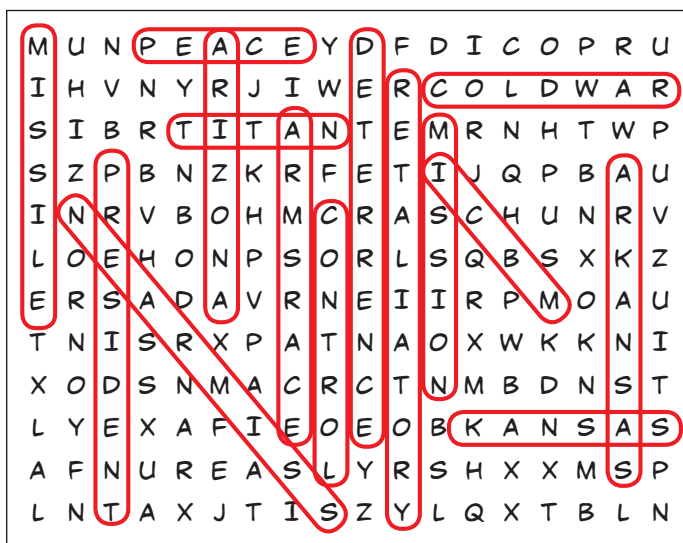 M U N P E A C E Y D F D I C O P R U
I H V N Y R J I W E R C O L D W A R
S I B R T I T A N T E M R N H T W P
S Z P B N Z K R F E T I J Q P B A U
I N R V B O H M C R A S C H U N R V
L O E H O N P S O R L S Q B S X K Z
E R S A D A V R N E I I R P M O A U
T N I S R X P A T N A O X W K K N I
X O D S N M A C R C T N M B D N S T
L Y E X A F I E O E O B K A N S A S
A F N U R E A S L Y R S H X X M S P
L N T A X J T I S Z Y L Q X T B L N